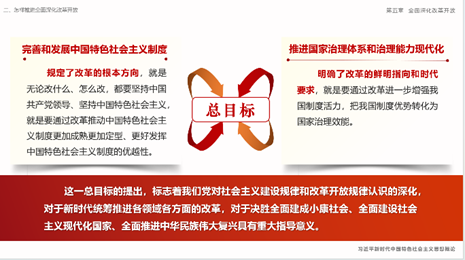 二、怎样推进全面深化改革开放
第五章 全面深化改革开放
完善和发展中国特色社会主义制度
规定了改革的根本方向，就是
无论改什么、怎么改，都要坚持中国
共产党领导、坚持中国特色社会主义，
就是要通过改革推动中国特色社会主
义制度更加成熟更加定型、更好发挥
中国特色社会主义制度的优越性。
总目标
推进国家治理体系和治理能力现代化
明确了改革的鲜明指向和时代
要求，就是要通过改革进一步增强我
国制度活力，把我国制度优势转化为
国家治理效能。
这一总目标的提出，标志着我们党对社会主义建设规律和改革开放规律认识的深化，
对于新时代统筹推进各领域各方面的改革，对于决胜全面建成小康社会、全面建设社会
主义现代化国家、全面推进中华民族伟大复兴具有重大指导意义。
习近平新时代中国特色社会主义思想概论